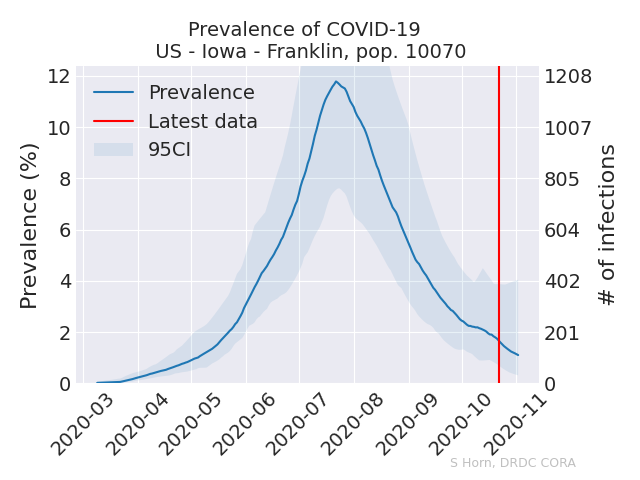 Prevalence of COVID-19
US - Iowa - Franklin, pop. 10070
Prevalence
Latest data
95CI
Prevalence (%)
12
10
8
6
4
2
0
1208
1007
805
604
402
201
0
# of infections
2020-03
2020-04
2020-05
2020-06
2020-07
2020-08
2020-09
2020-10
2020-11
S Horn, DRDC CORA